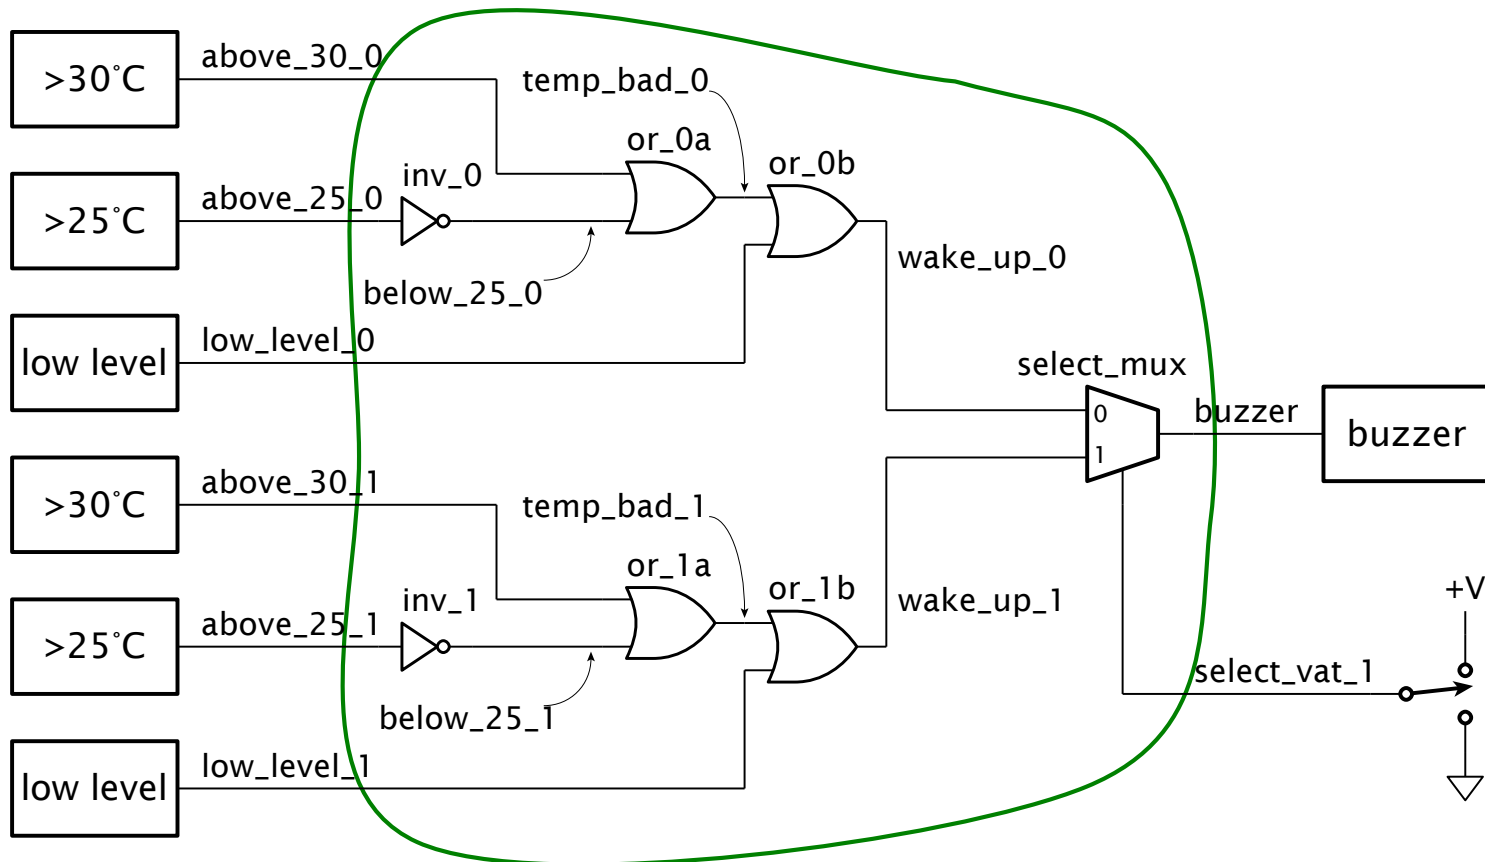 >30°C
above_30_0
temp_bad_0
or_0a
or_0b
>25°C
above_25_0
inv_0
below_25_0
wake_up_0
low level
low_level_0
select_mux
0
1
buzzer
buzzer
>30°C
above_30_1
temp_bad_1
or_1a
or_1b
>25°C
above_25_1
inv_1
below_25_1
wake_up_1
+V
select_vat_1
low level
low_level_1